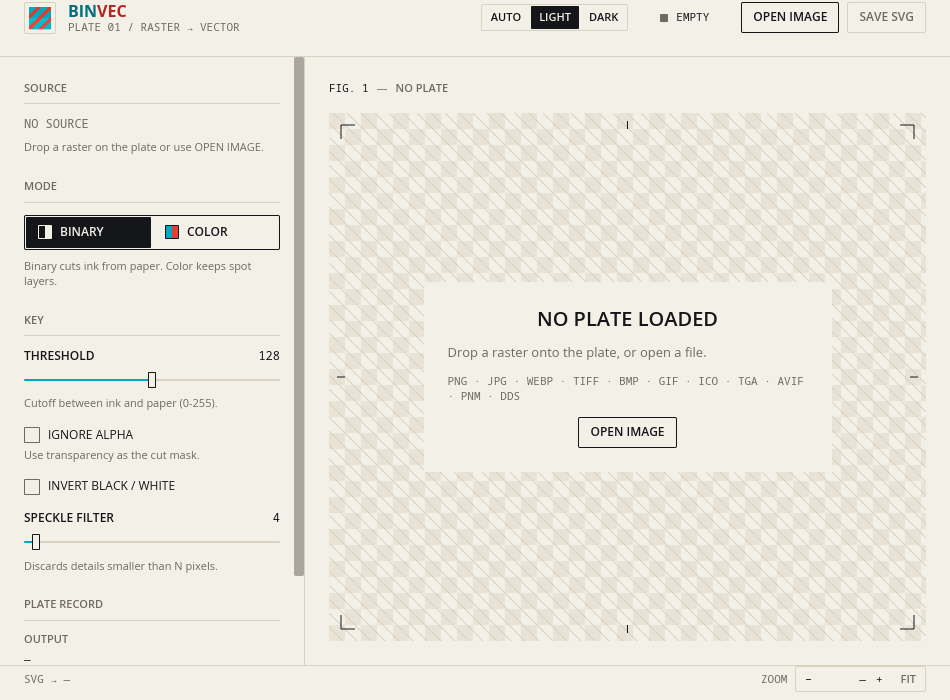 BINVEC
PLATE 01 / RASTER → VECTOR
AUTO LIGHT DARK
EMPTY
OPEN IMAGE
SAVE SVG
SOURCE
NO SOURCE
Drop a raster on the plate or use OPEN IMAGE.
MODE
BINARY COLOR
Binary cuts ink from paper. Color keeps spot
layers.
KEY
THRESHOLD 128
Cutoff between ink and paper (0-255).
IGNORE ALPHA
Use transparency as the cut mask.
INVERT BLACK / WHITE
SPECKLE FILTER 4
Discards details smaller than N pixels.
PLATE RECORD
OUTPUT
—
FIG. 1 — NO PLATE
NO PLATE LOADED
Drop a raster onto the plate, or open a file.
PNG · JPG · WEBP · TIFF · BMP · GIF · ICO · TGA · AVIF
· PNM · DDS
OPEN IMAGE
SVG → —
ZOOM − — + FIT